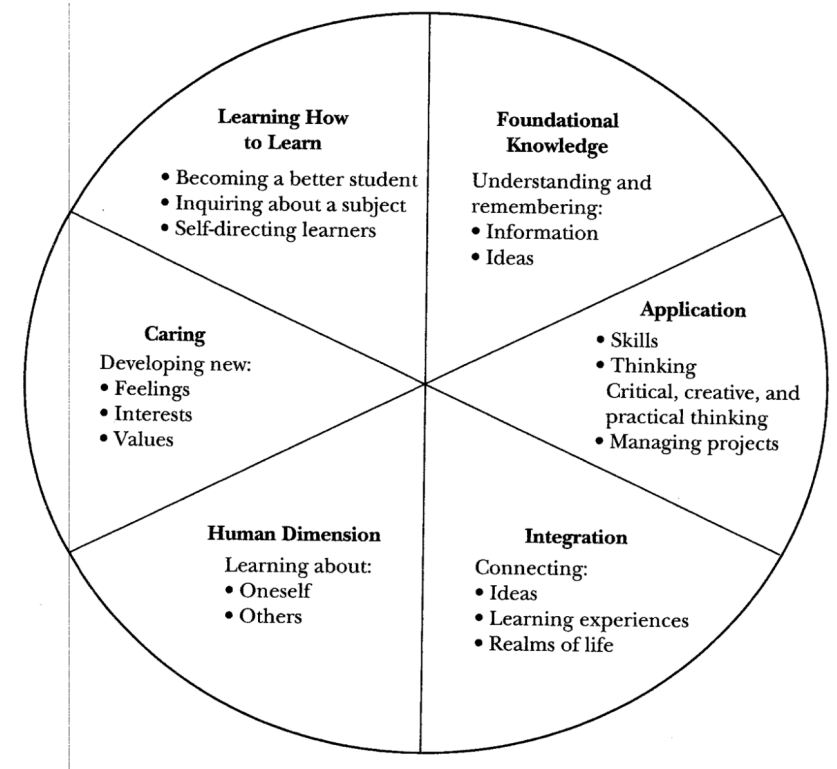 Learning How
to Learn
• Becoming a better student
• Inquiring about a subject
• Self-directing learners
Foundational
Knowledge
Understanding and
remembering:
• Information
• Ideas
Application
• Skills
• Thinking
Critical, creative, and
practical thinking
• Managing projects
Integration
Connecting:
• Ideas
• Learning experiences
• Realms of life
Human Dimension
Learning about:
• Oneself
• Others
Caring
Developing new:
• Feelings
• Interests
• Values